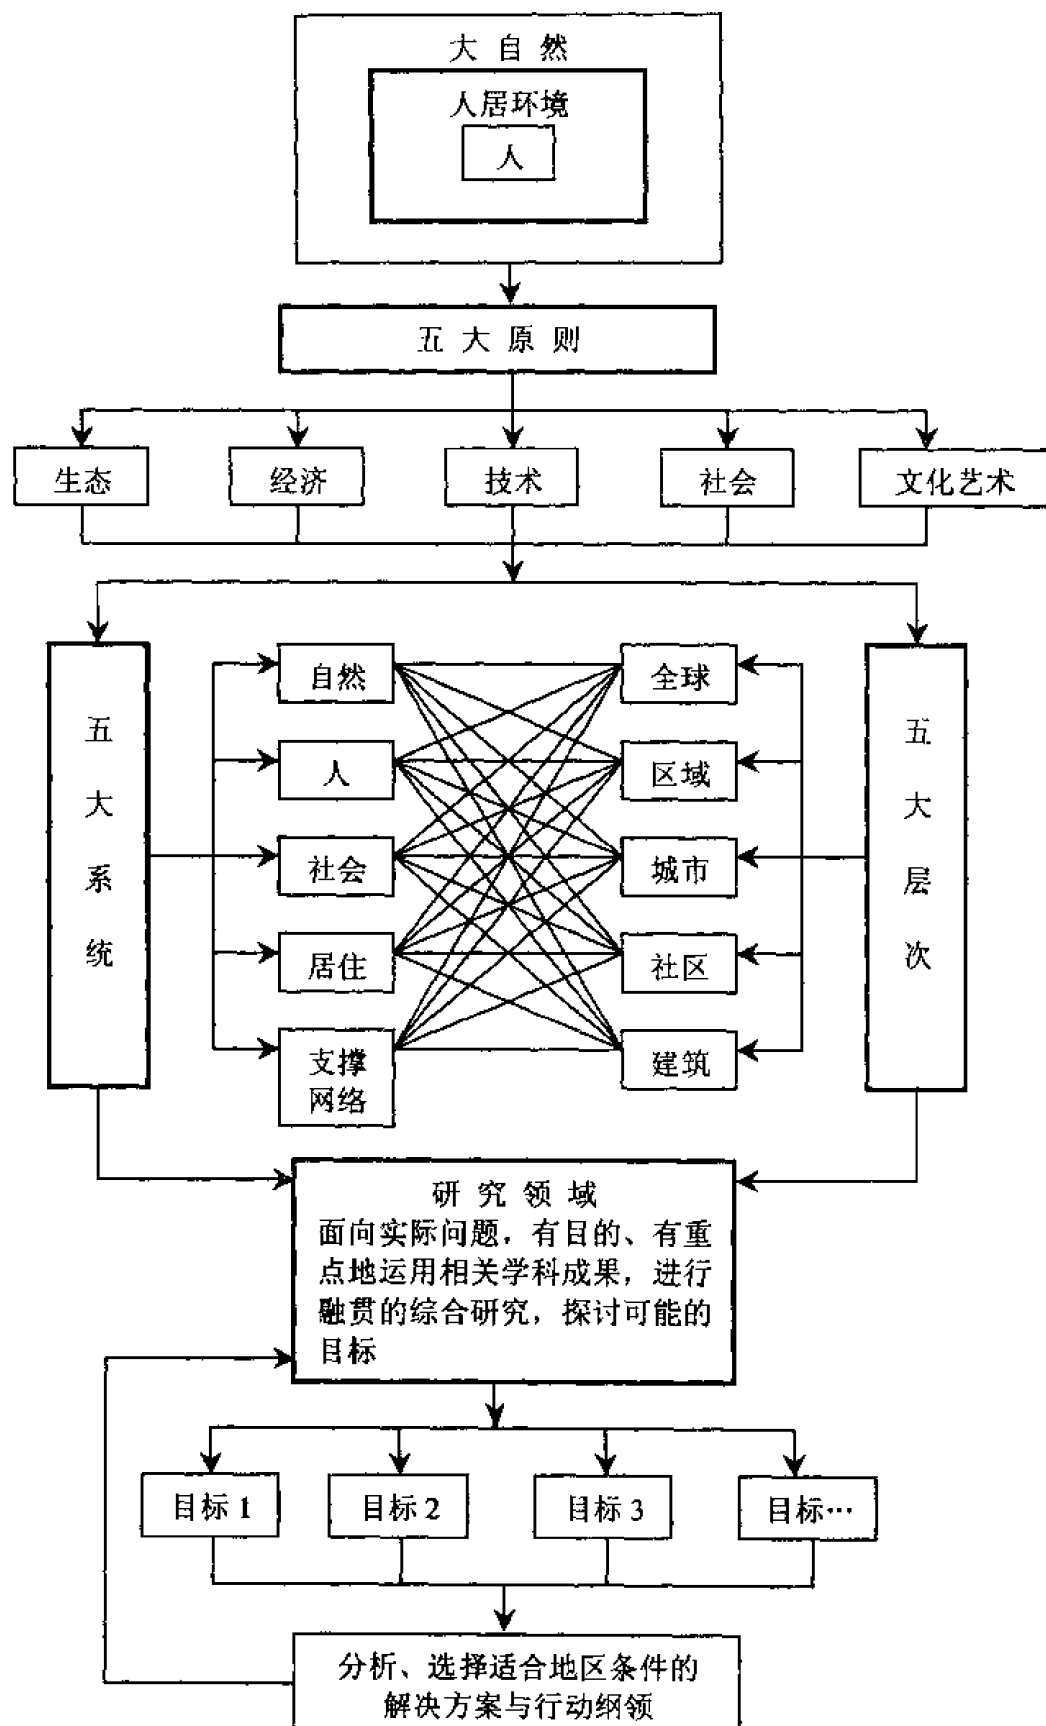 大自然
人居环境
人
五大原则
生态
经济
技术
社会
文化艺术
五大系统
自然
人
社会
居住
支撑
网络
全球
区域
城市
社区
建筑
五大层次
研究领域
面向实际问题，有目的、有重
点地运用相关学科成果，进行
融贯的综合研究，探讨可能的
目标
目标1
目标2
目标3
目标…
分析、选择适合地区条件的
解决方案与行动纲领